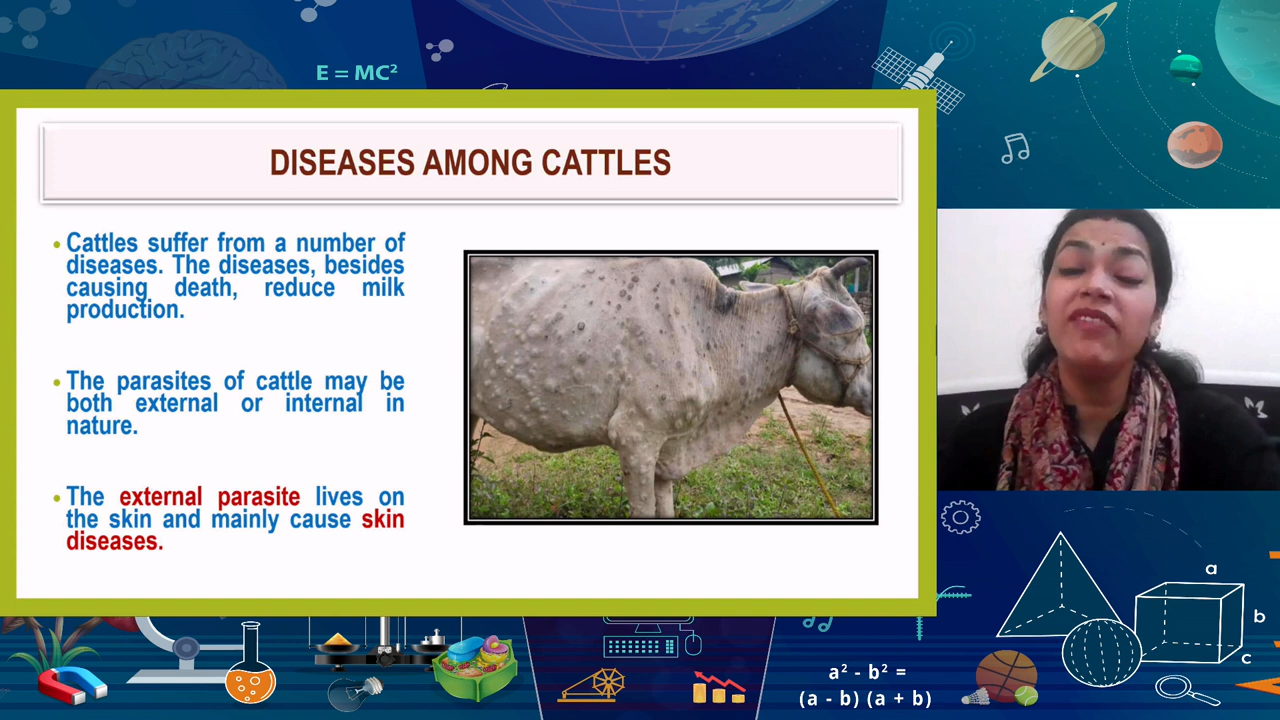 E = MC²
DISEASES AMONG CATTLES
• Cattles suffer from a number of
diseases. The diseases, besides
causing death, reduce milk
production.
• The parasites of cattle may be
both external or internal in
nature.
• The external parasite lives on
the skin and mainly cause skin
diseases.
a
b
c
a² - b² =
(a - b) (a + b)